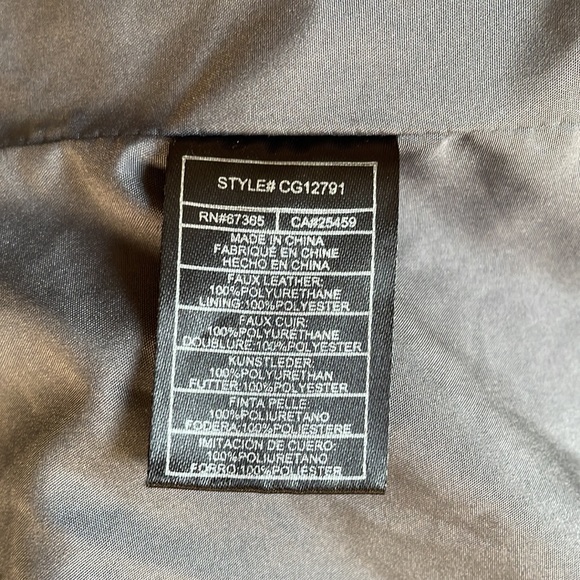 STYLE# CG12791
RN#67365 CA#25459
MADE IN CHINA
FABRIQUÉ EN CHINE
HECHO EN CHINA
FAUX LEATHER:
100%POLYURETHANE
LINING:100%POLYESTER
FAUX CUIR:
100%POLYURETHANE
DOUBLURE:100%POLYESTER
KUNSTLEDER:
100%POLYURETHAN
FUTTER:100%POLYESTER
FINTA PELLE:
100%POLIURETANO
FODERA:100%POLIESTERE
IMITACIÓN DE CUERO:
100%POLIURETANO
FORRO:100%POLIÉSTER